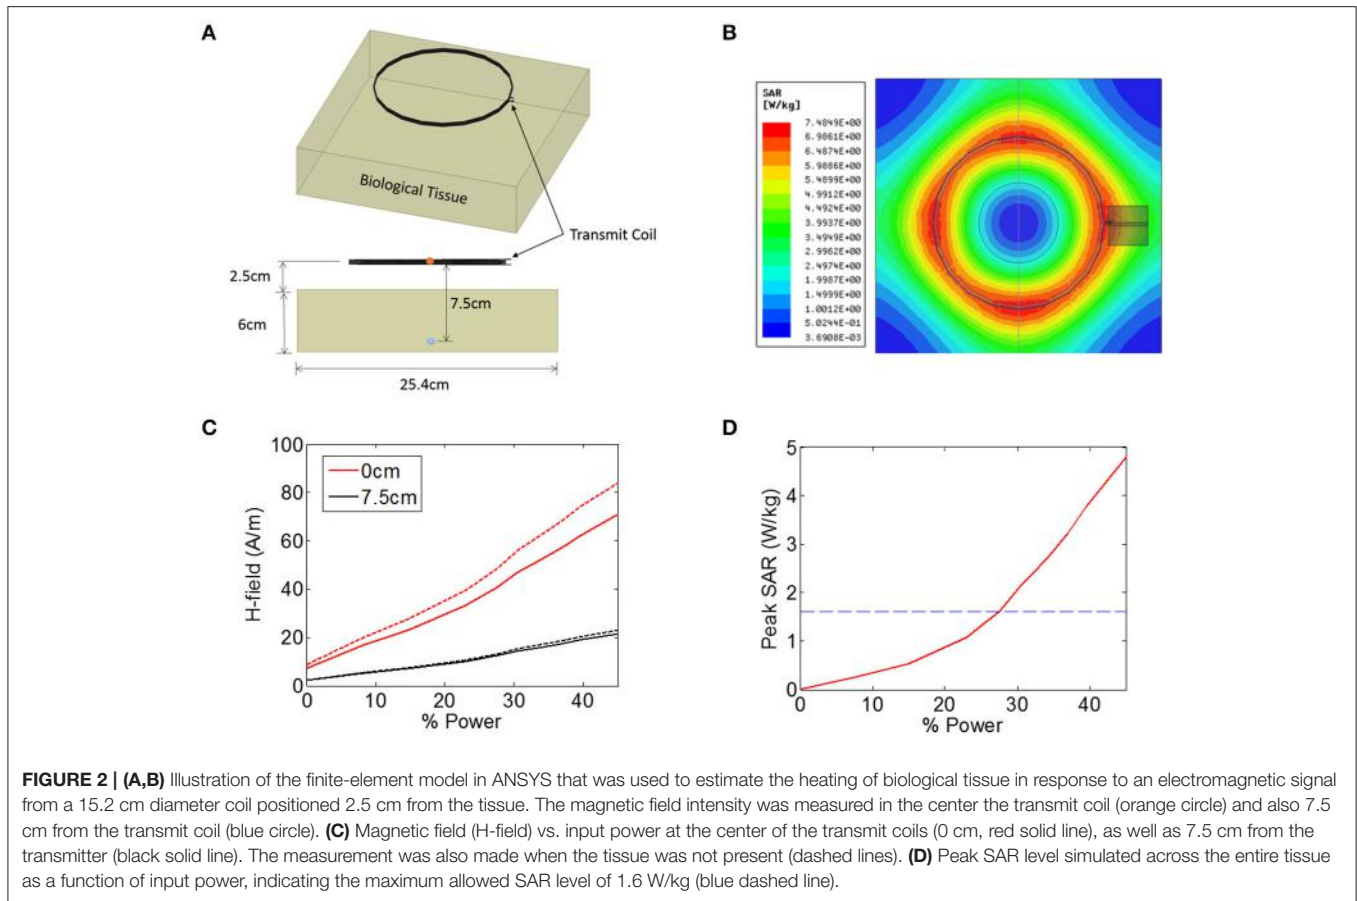 A
Biological Tissue
Transmit Coil
2.5cm
7.5cm
6cm
25.4cm
B
SAR
[W/kg]
7.4849E+00
6.9861E+00
6.4874E+00
5.9886E+00
5.4899E+00
4.9912E+00
4.4924E+00
3.9937E+00
3.4949E+00
2.9962E+00
2.4974E+00
1.9987E+00
1.4999E+00
1.0012E+00
5.0244E-01
3.6908E-03
C
100
80
60
40
20
0
H-field (A/m)
0cm
7.5cm
0 10 20 30 40
% Power
D
5
4
3
2
1
0
Peak SAR (W/kg)
0 10 20 30 40
% Power
FIGURE 2 | (A,B) Illustration of the finite-element model in ANSYS that was used to estimate the heating of biological tissue in response to an electromagnetic signal
from a 15.2 cm diameter coil positioned 2.5 cm from the tissue. The magnetic field intensity was measured in the center the transmit coil (orange circle) and also 7.5
cm from the transmit coil (blue circle). (C) Magnetic field (H-field) vs. input power at the center of the transmit coils (0 cm, red solid line), as well as 7.5 cm from the
transmitter (black solid line). The measurement was also made when the tissue was not present (dashed lines). (D) Peak SAR level simulated across the entire tissue
as a function of input power, indicating the maximum allowed SAR level of 1.6 W/kg (blue dashed line).